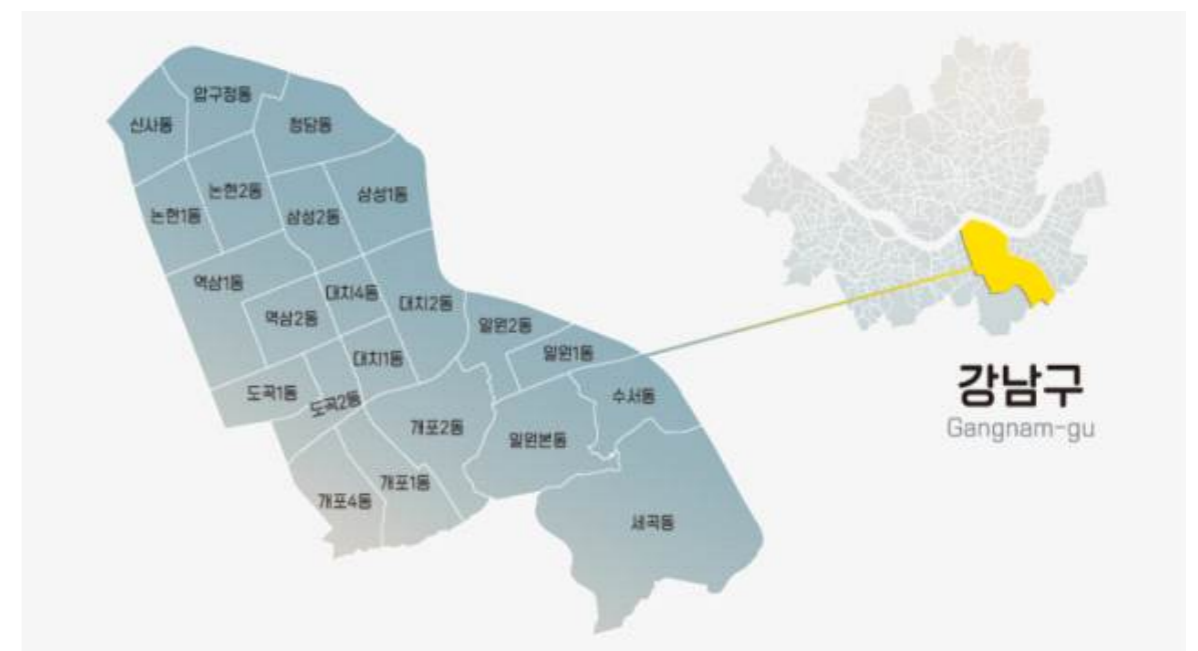 압구정동
신사동
청담동
논현2동
삼성1동
논현1동
삼성2동
역삼1동
대치4동
대치2동
역삼2동
일원2동
대치1동
일원1동
도곡1동
도곡2동
수서동
개포2동
일원본동
개포1동
개포4동
세곡동
강남구
Gangnam-gu